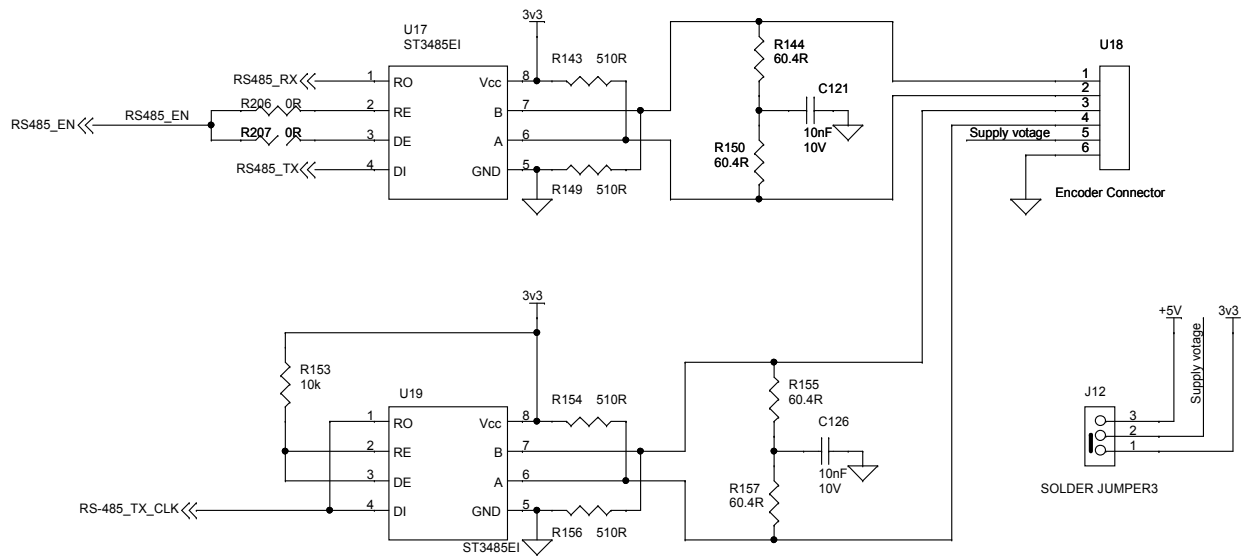 3v3
U17
ST3485EI
R143 510R
R144
60.4R
U18
RS485_RX
1 RO Vcc 8
R206 0R
2 RE B 7
C121
10nF
10V
RS485_EN
RS485_EN
R207 0R
3 DE A 6
R150
60.4R
RS485_TX
4 DI GND 5
R149 510R
1
2
3
4
Supply votage
5
6
Encoder Connector
3v3
R153
10k
U19
R154 510R
1 RO Vcc 8
2 RE B 7
3 DE A 6
RS-485_TX_CLK
4 DI GND 5
R156 510R
ST3485EI
R155
60.4R
C126
10nF
10V
R157
60.4R
+5V
Supply votage
3v3
J12
3
2
1
SOLDER JUMPER3